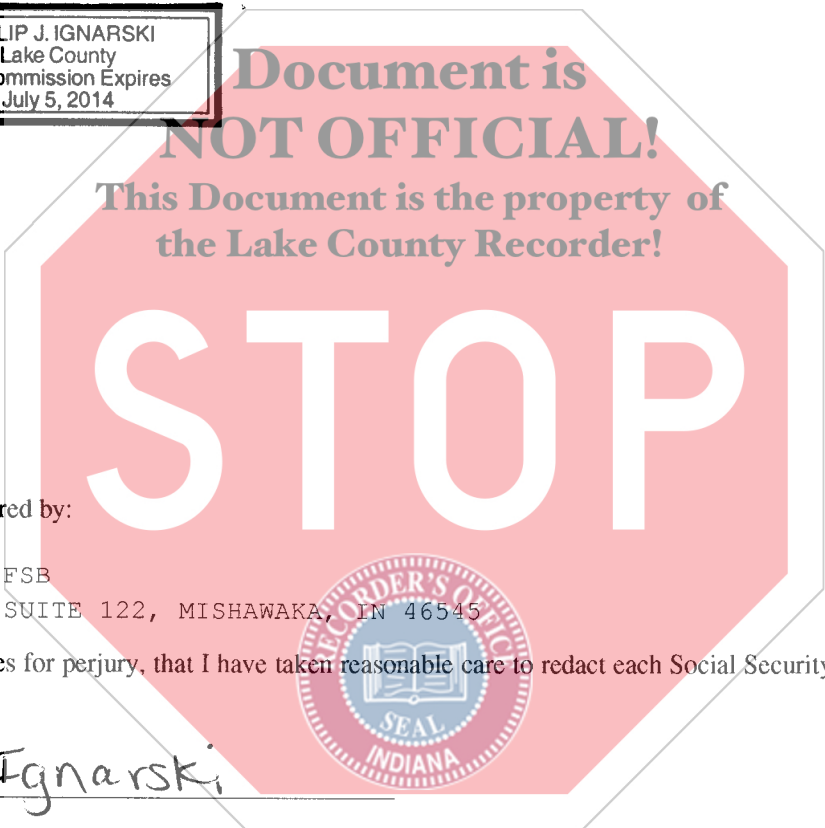 LIP J. IGNARSKI
Lake County
ommission Expires
July 5, 2014
Document is
NOT OFFICIAL!
This Document is the property of
the Lake County Recorder!
STOP
red by:
FSB
SUITE 122, MISHAWAKA, IN 46545
es for perjury, that I have taken reasonable care to redact each Social Security
RECORDER'S OFFICE
SEAL
INDIANA
Ignarski